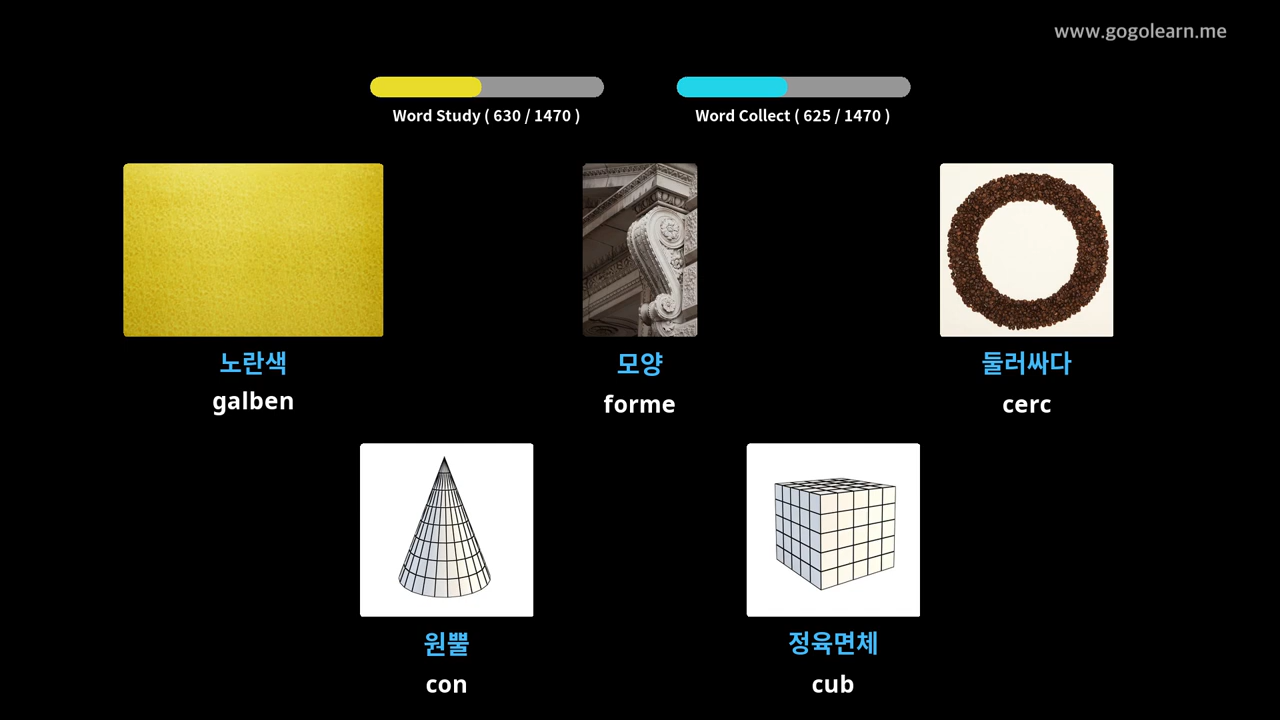 www.gogolearn.me
Word Study ( 630 / 1470 )
Word Collect ( 625 / 1470 )
노란색
galben
모양
forme
둘러싸다
cerc
원뿔
con
정육면체
cub